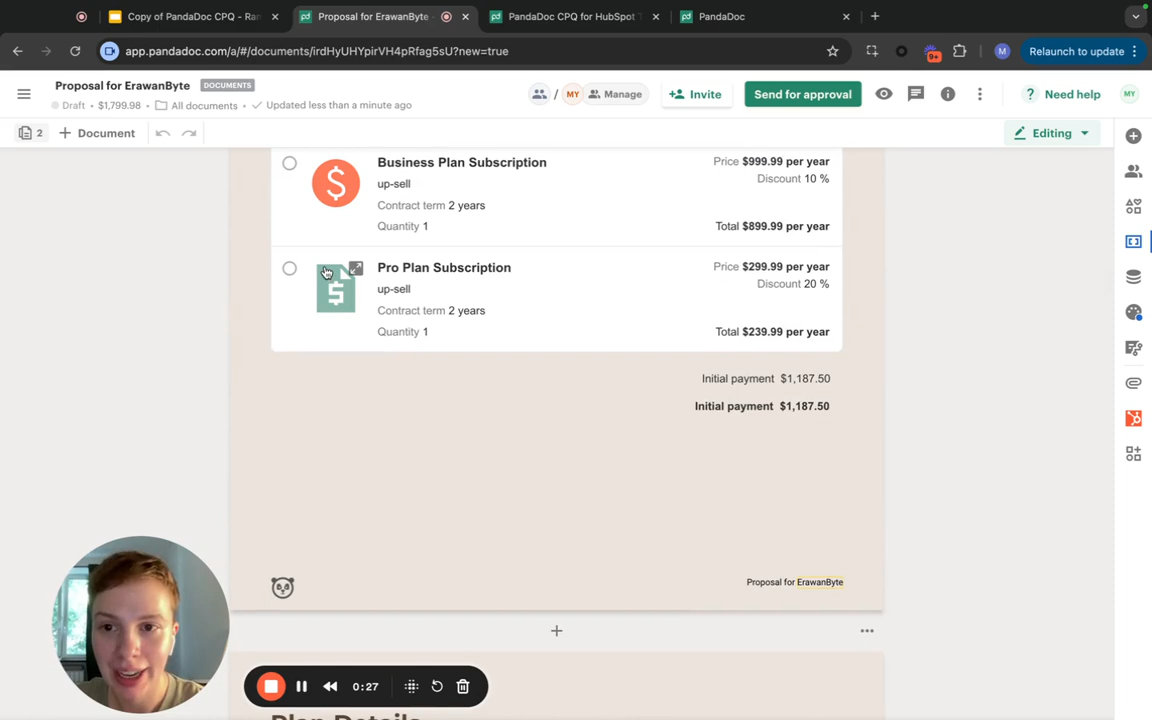 Copy of PandaDoc CPQ - Ran
Proposal for ErawanByte -
PandaDoc CPQ for HubSpot T
PandaDoc
app.pandadoc.com/a/#/documents/irdHyUHYpirVH4pRfag5sU?new=true
9+
M
Relaunch to update
Proposal for ErawanByte
DOCUMENTS
Draft • $1,799.98
All documents
Updated less than a minute ago
/ MY Manage
Invite
Send for approval
? Need help
MY
2
Document
Editing
Business Plan Subscription
Price $999.99 per year
up-sell
Discount 10 %
Contract term 2 years
Quantity 1
Total $899.99 per year
Pro Plan Subscription
Price $299.99 per year
up-sell
Discount 20 %
Contract term 2 years
Quantity 1
Total $239.99 per year
Initial payment $1,187.50
Initial payment $1,187.50
Proposal for ErawanByte
0:27
Plan Details